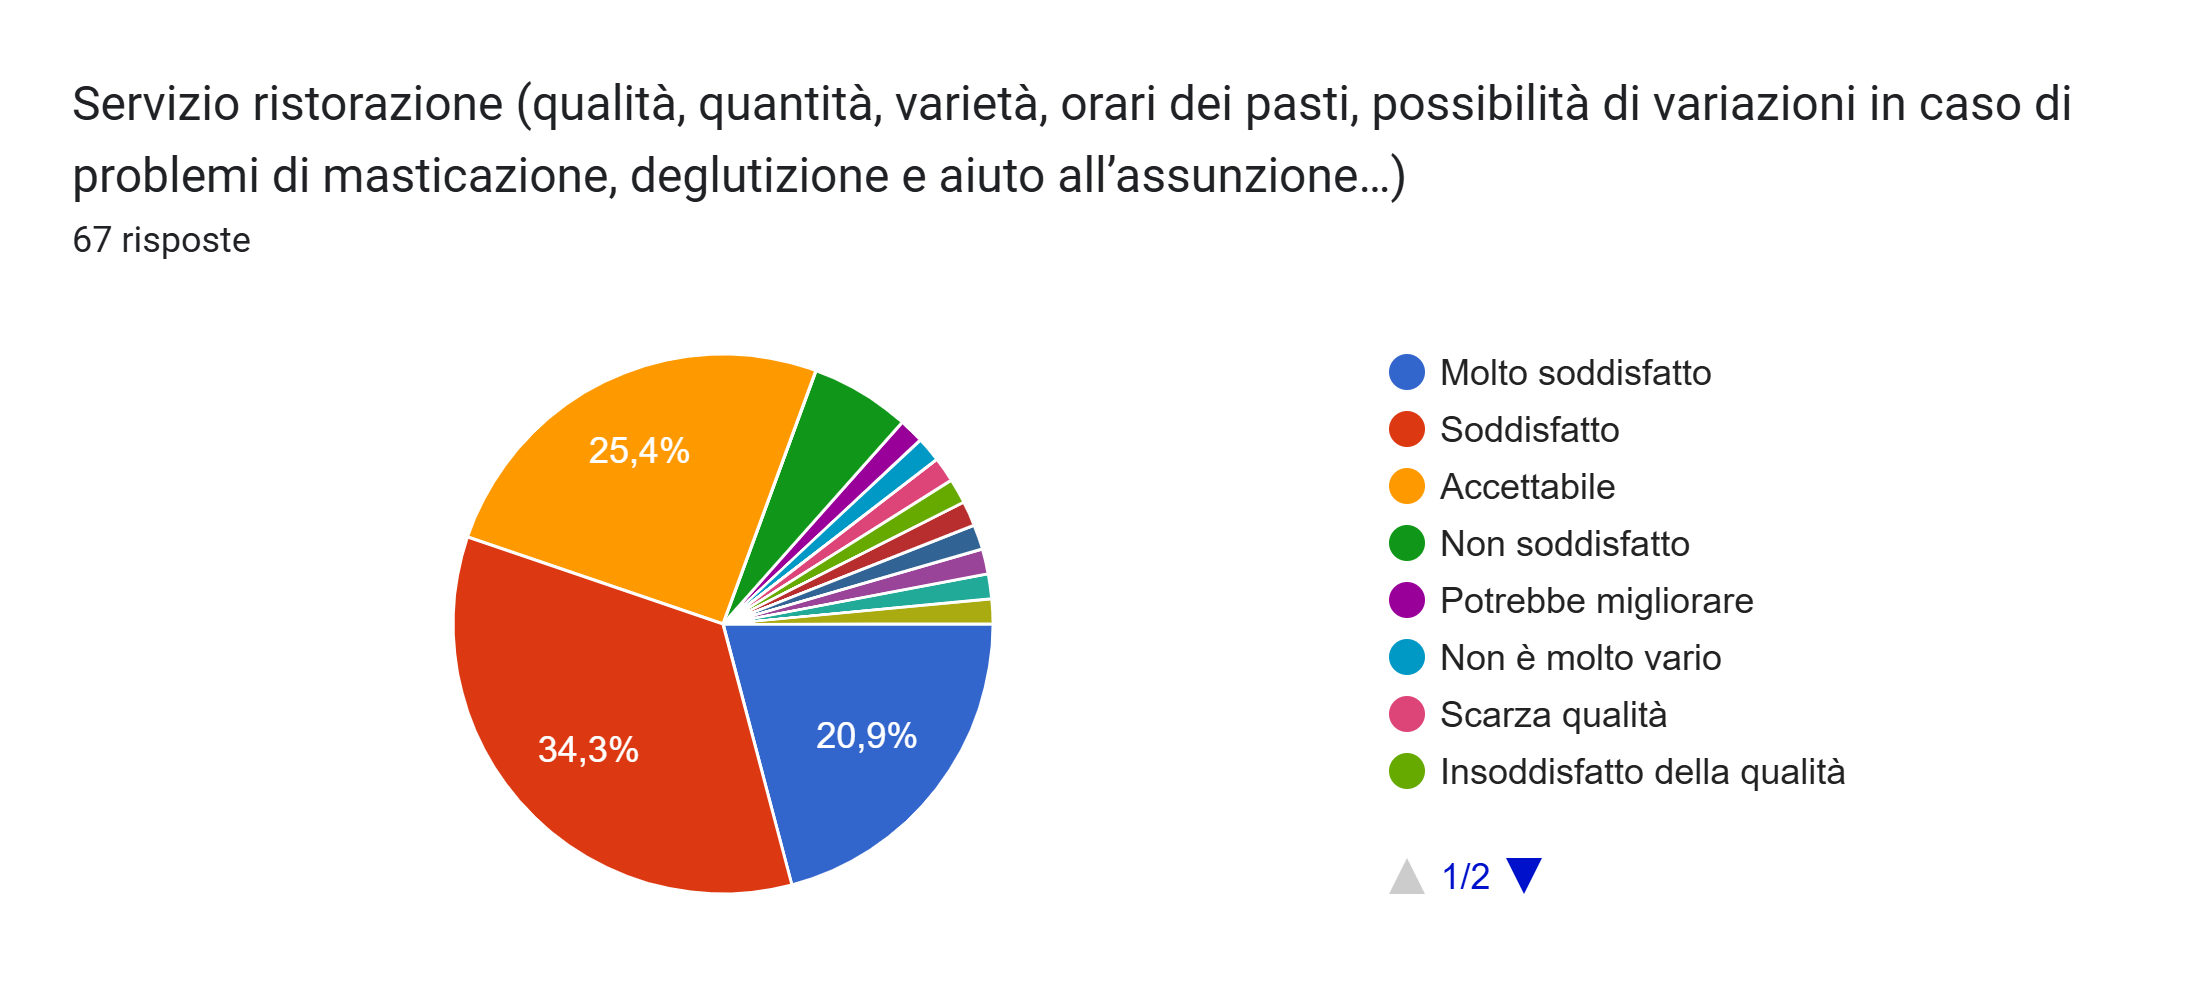 Servizio ristorazione (qualità, quantità, varietà, orari dei pasti, possibilità di variazioni in caso di
problemi di masticazione, deglutizione e aiuto all’assunzione…)
67 risposte
25,4%
34,3%
20,9%
Molto soddisfatto
Soddisfatto
Accettabile
Non soddisfatto
Potrebbe migliorare
Non è molto vario
Scarza qualità
Insoddisfatto della qualità
1/2